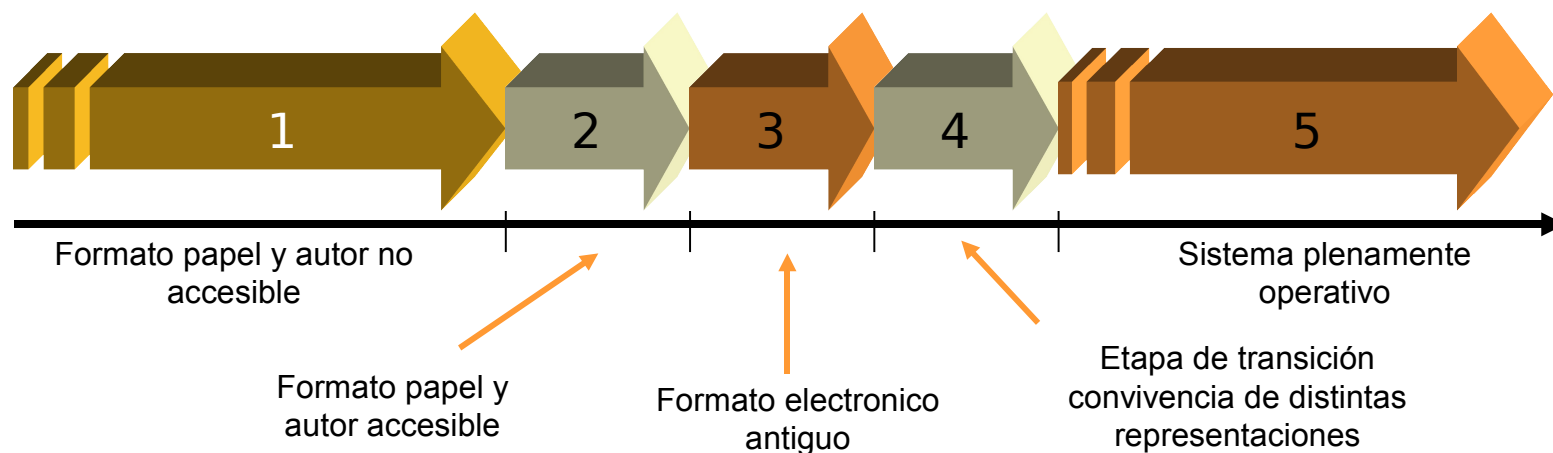 1
2
3
4
5
Formato papel y autor no
accesible
Sistema plenamente
operativo
Formato papel y
autor accesible
Formato electronico
antiguo
Etapa de transición
convivencia de distintas
representaciones